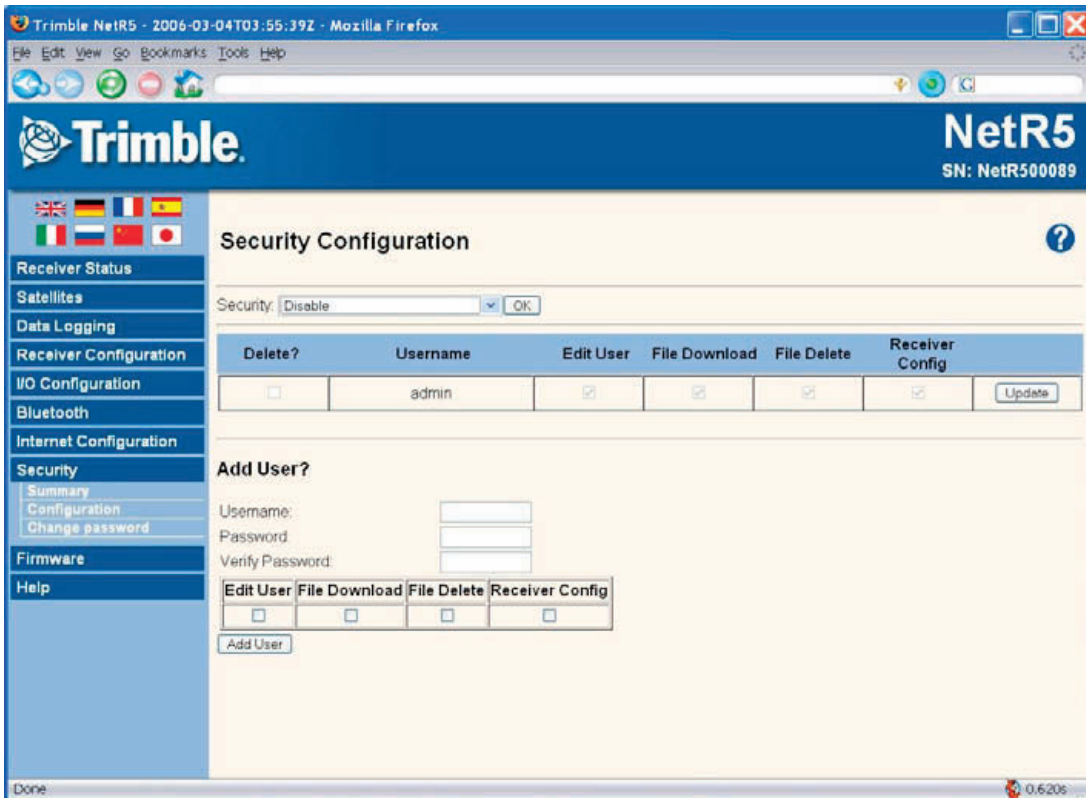 Trimble NetR5 - 2006-03-04T03:55:39Z - Mozilla Firefox
File Edit View Go Bookmarks Tools Help
G
Trimble.
NetR5
SN: NetR500089
Security Configuration
?
Receiver Status
Satellites
Data Logging
Receiver Configuration
I/O Configuration
Bluetooth
Internet Configuration
Security
Summary
Configuration
Change password
Firmware
Help
Security: Disable OK
Delete? Username Edit User File Download File Delete Receiver Config
admin Update
Add User?
Username:
Password
Verify Password:
Edit User File Download File Delete Receiver Config
Add User
Done
0.620s